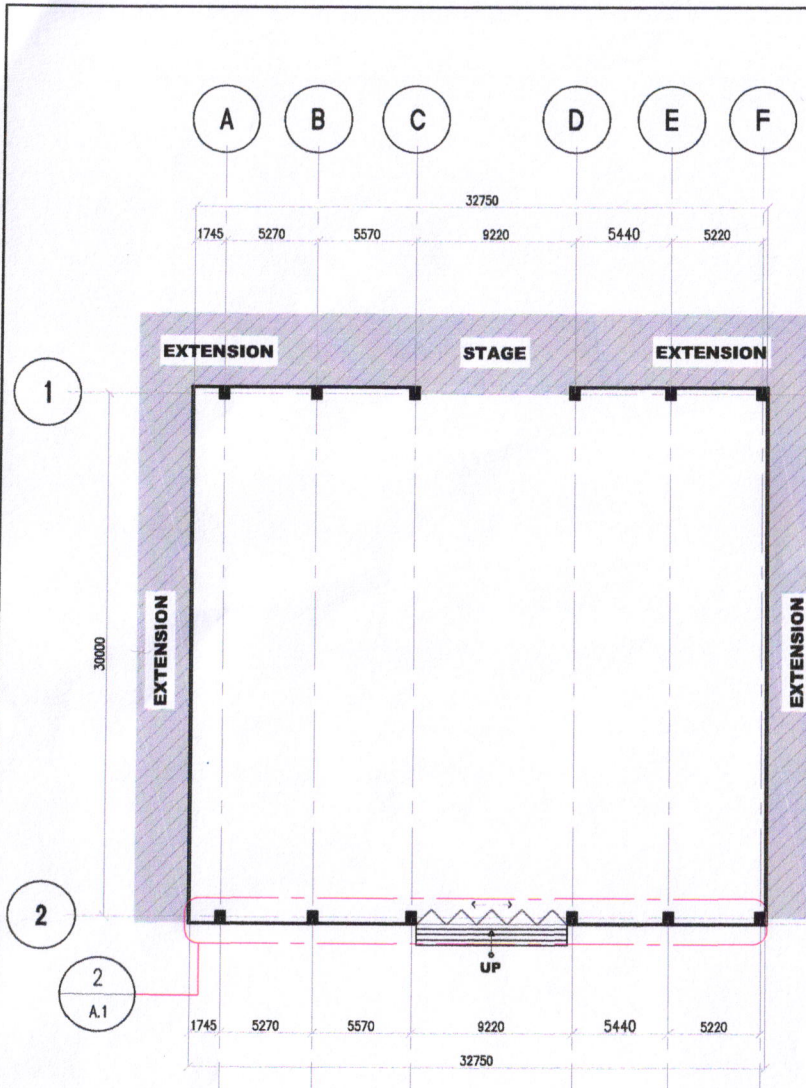 A B C D E F
32750
1745 5270 5570 9220 5440 5220
EXTENSION STAGE EXTENSION
1
30000
EXTENSION
EXTENSION
2
UP
2
A.1
1745 5270 5570 9220 5440 5220
32750